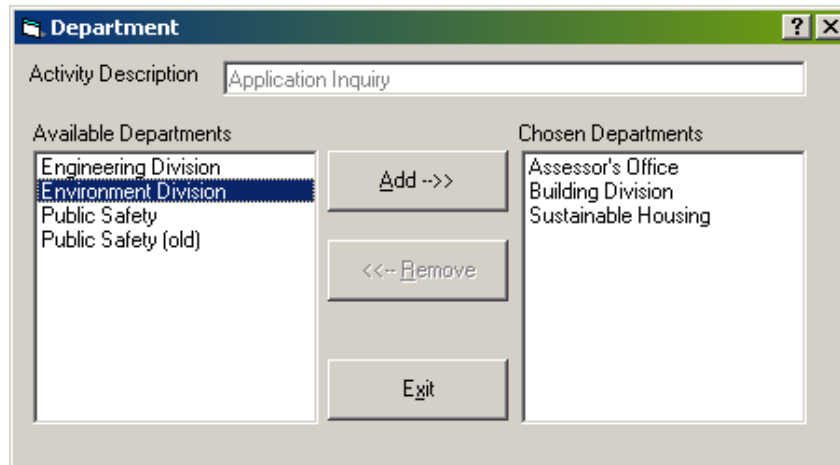 Department
Activity Description Application Inquiry
Available Departments
Engineering Division
Environment Division
Public Safety
Public Safety (old)
Add -->>
<<-- Remove
Exit
Chosen Departments
Assessor's Office
Building Division
Sustainable Housing